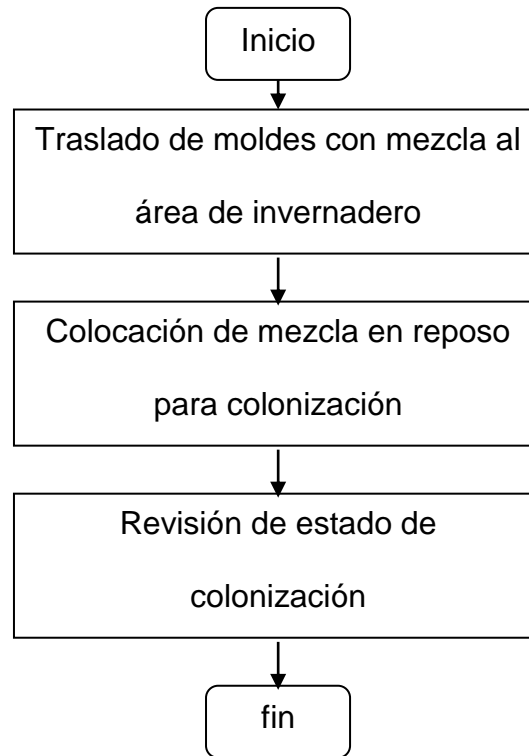 Inicio
Traslado de moldes con mezcla al
área de invernadero
Colocación de mezcla en reposo
para colonización
Revisión de estado de
colonización
fin